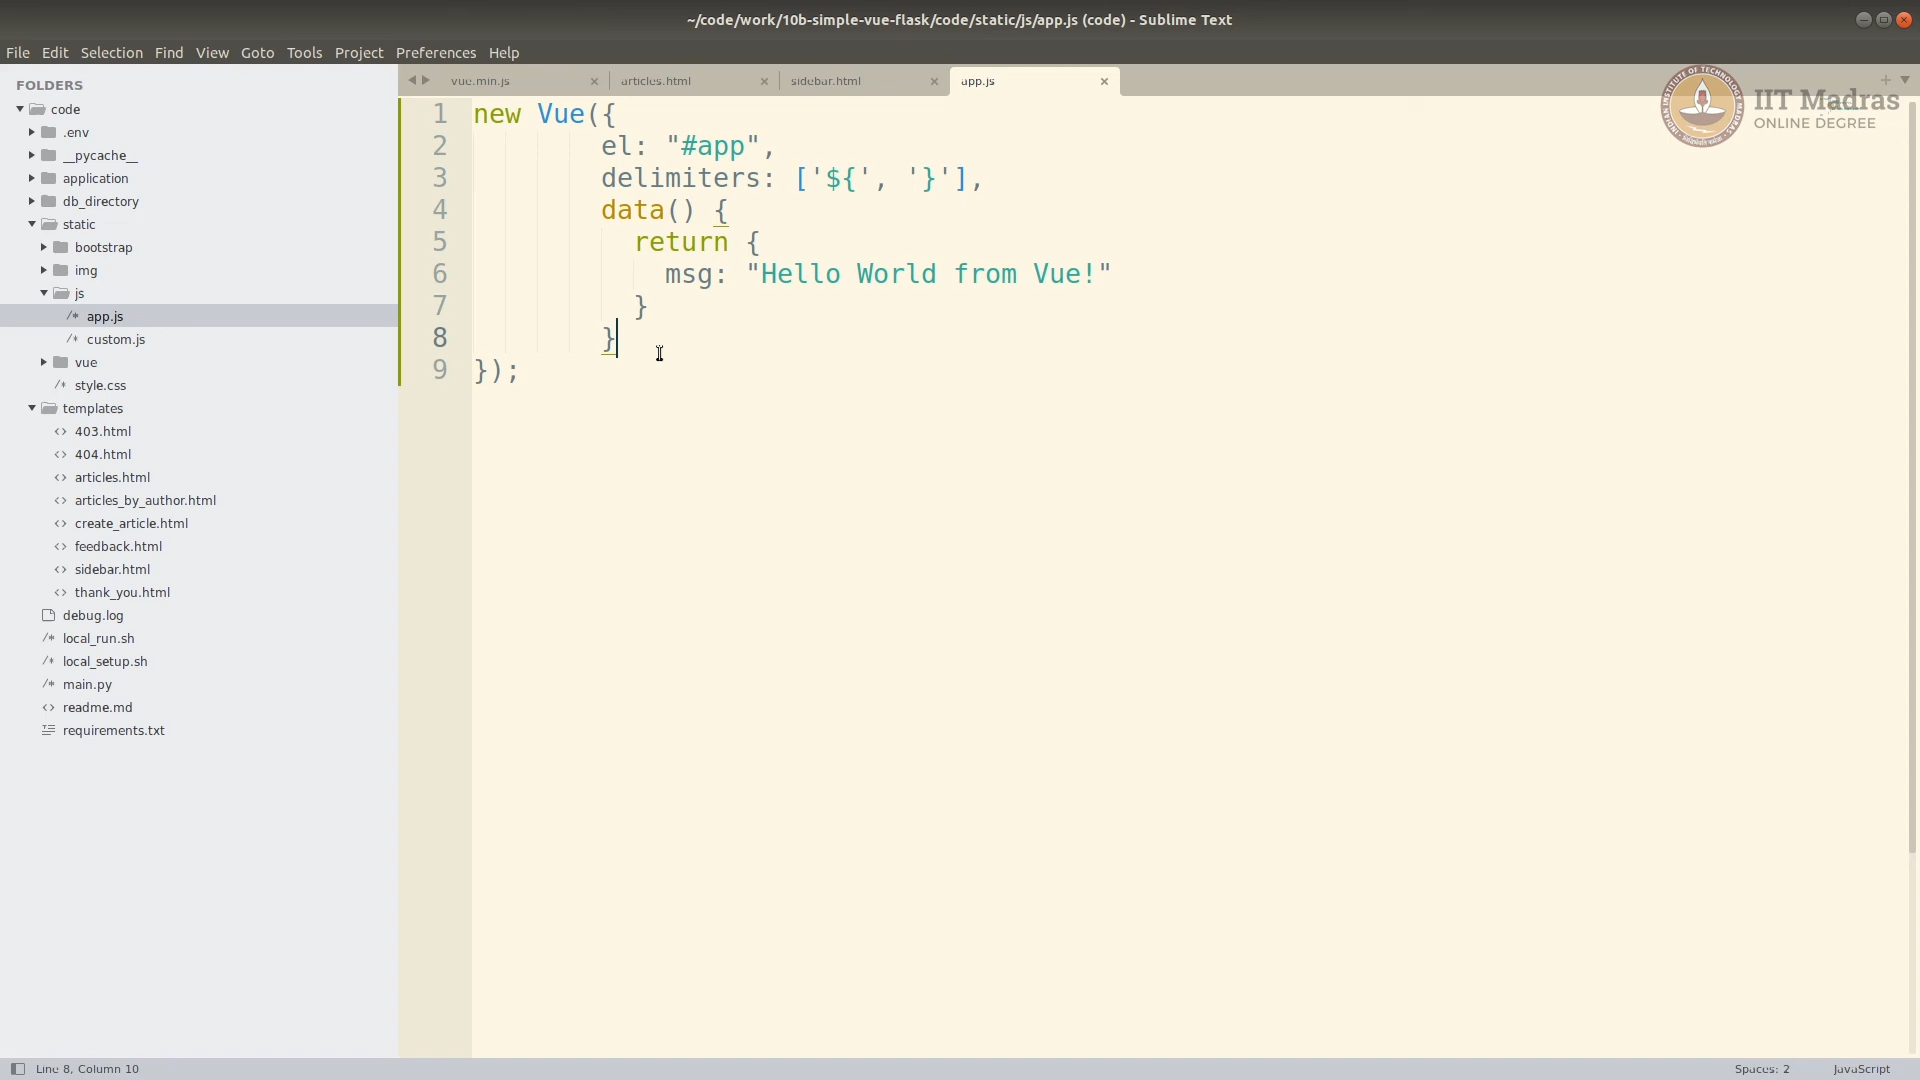 ~/code/work/10b-simple-vue-flask/code/static/js/app.js (code) - Sublime Text
File Edit Selection Find View Goto Tools Project Preferences Help
FOLDERS
code
.env
__pycache__
application
db_directory
static
bootstrap
img
js
/* app.js
/* custom.js
vue
/* style.css
templates
<> 403.html
<> 404.html
<> articles.html
<> articles_by_author.html
<> create_article.html
<> feedback.html
<> sidebar.html
<> thank_you.html
debug.log
/* local_run.sh
/* local_setup.sh
/* main.py
<> readme.md
requirements.txt
vue.min.js × articles.html × sidebar.html × app.js ×
IIT Madras
ONLINE DEGREE
1 new Vue({
2 el: "#app",
3 delimiters: ['${', '}'],
4 data() {
5 return {
6 msg: "Hello World from Vue!"
7 }
8 }
9 });
Line 8, Column 10
Spaces: 2 JavaScript